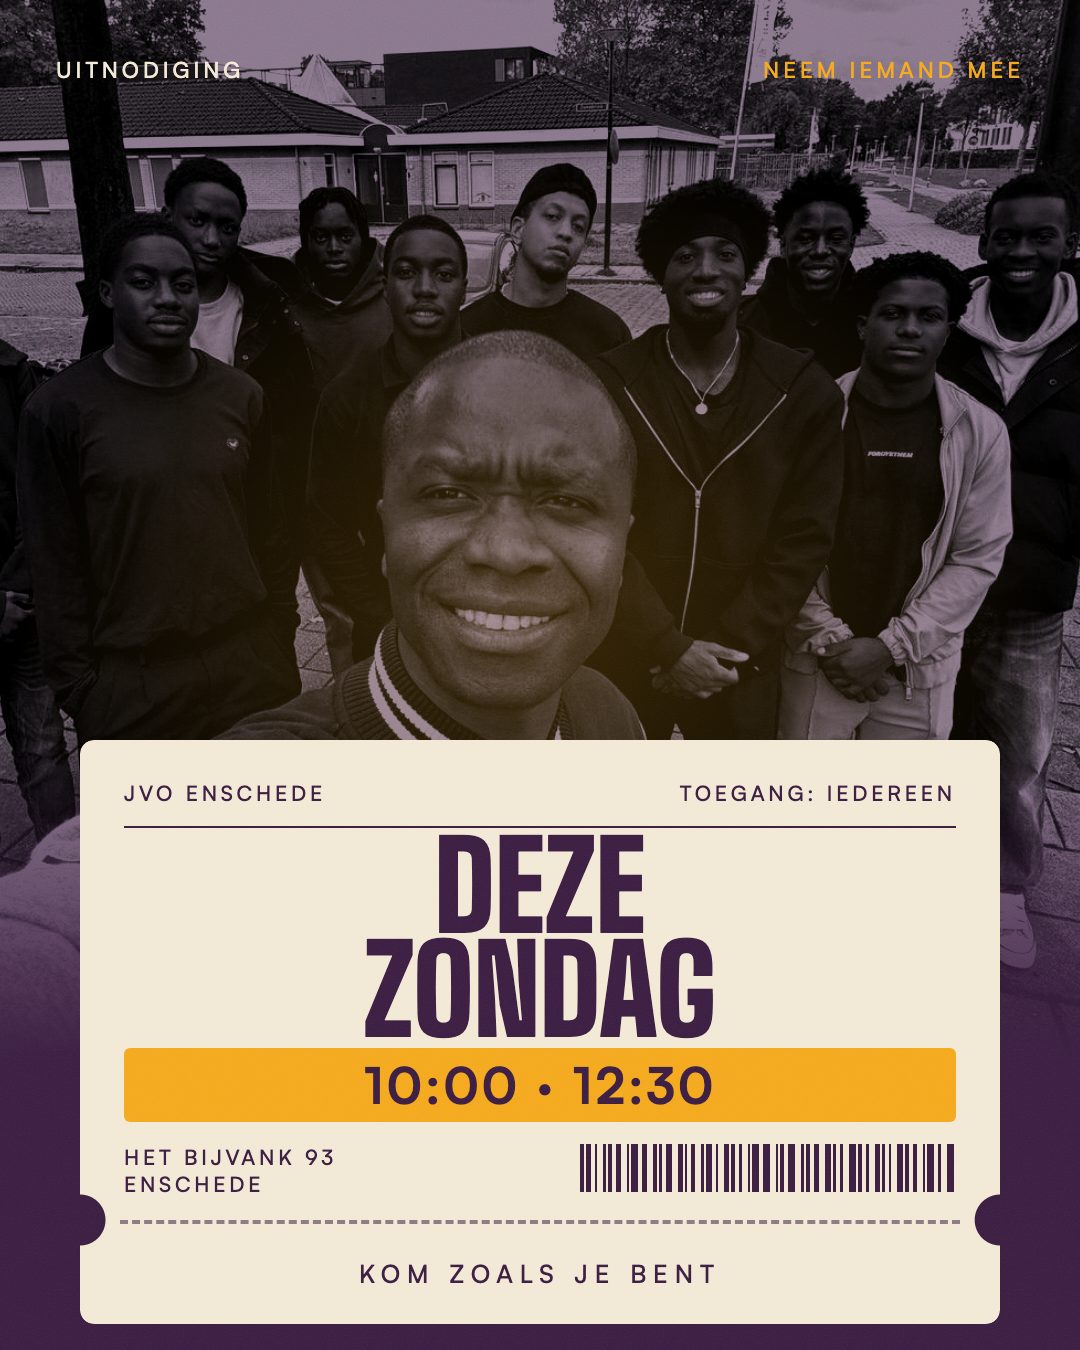 UITNODIGING
NEEM IEMAND MEE
FORGIVETHEM
JVO ENSCHEDE
TOEGANG: IEDEREEN
DEZE
ZONDAG
10:00 • 12:30
HET BIJVANK 93
ENSCHEDE
KOM ZOALS JE BENT